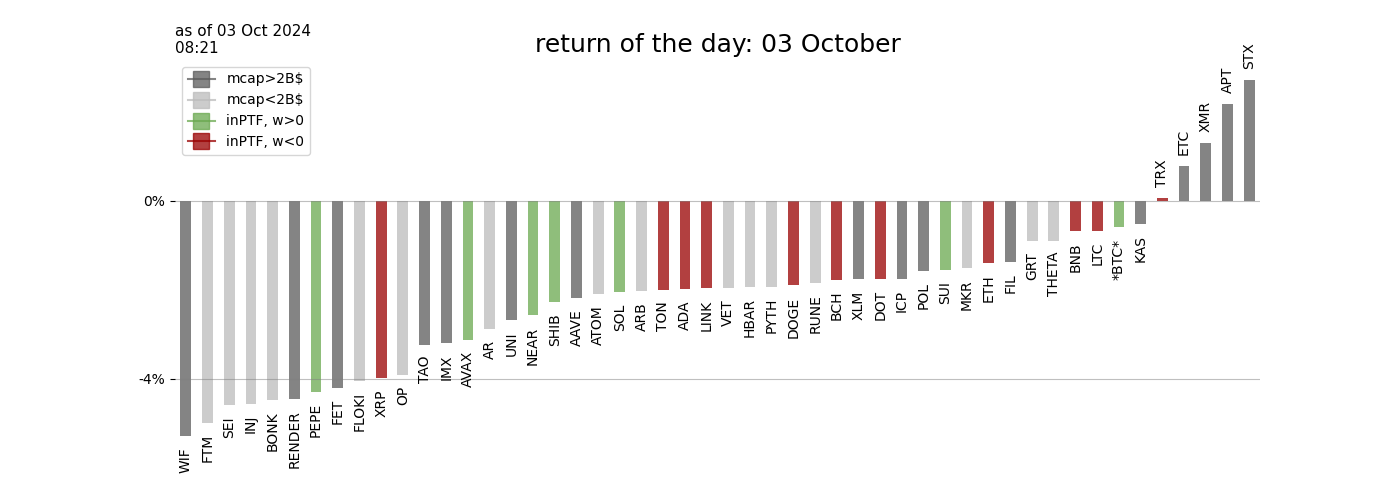 as of 03 Oct 2024
08:21
return of the day: 03 October
mcap>2B$
mcap<2B$
inPTF, w>0
inPTF, w<0
0%
-4%
WIF
FTM
SEI
INJ
BONK
RENDER
PEPE
FET
FLOKI
XRP
OP
TAO
IMX
AVAX
AR
UNI
NEAR
SHIB
AAVE
ATOM
SOL
ARB
TON
ADA
LINK
VET
HBAR
PYTH
DOGE
RUNE
BCH
XLM
DOT
ICP
POL
SUI
MKR
ETH
FIL
GRT
THETA
BNB
LTC
*BTC*
KAS
TRX
ETC
XMR
APT
STX